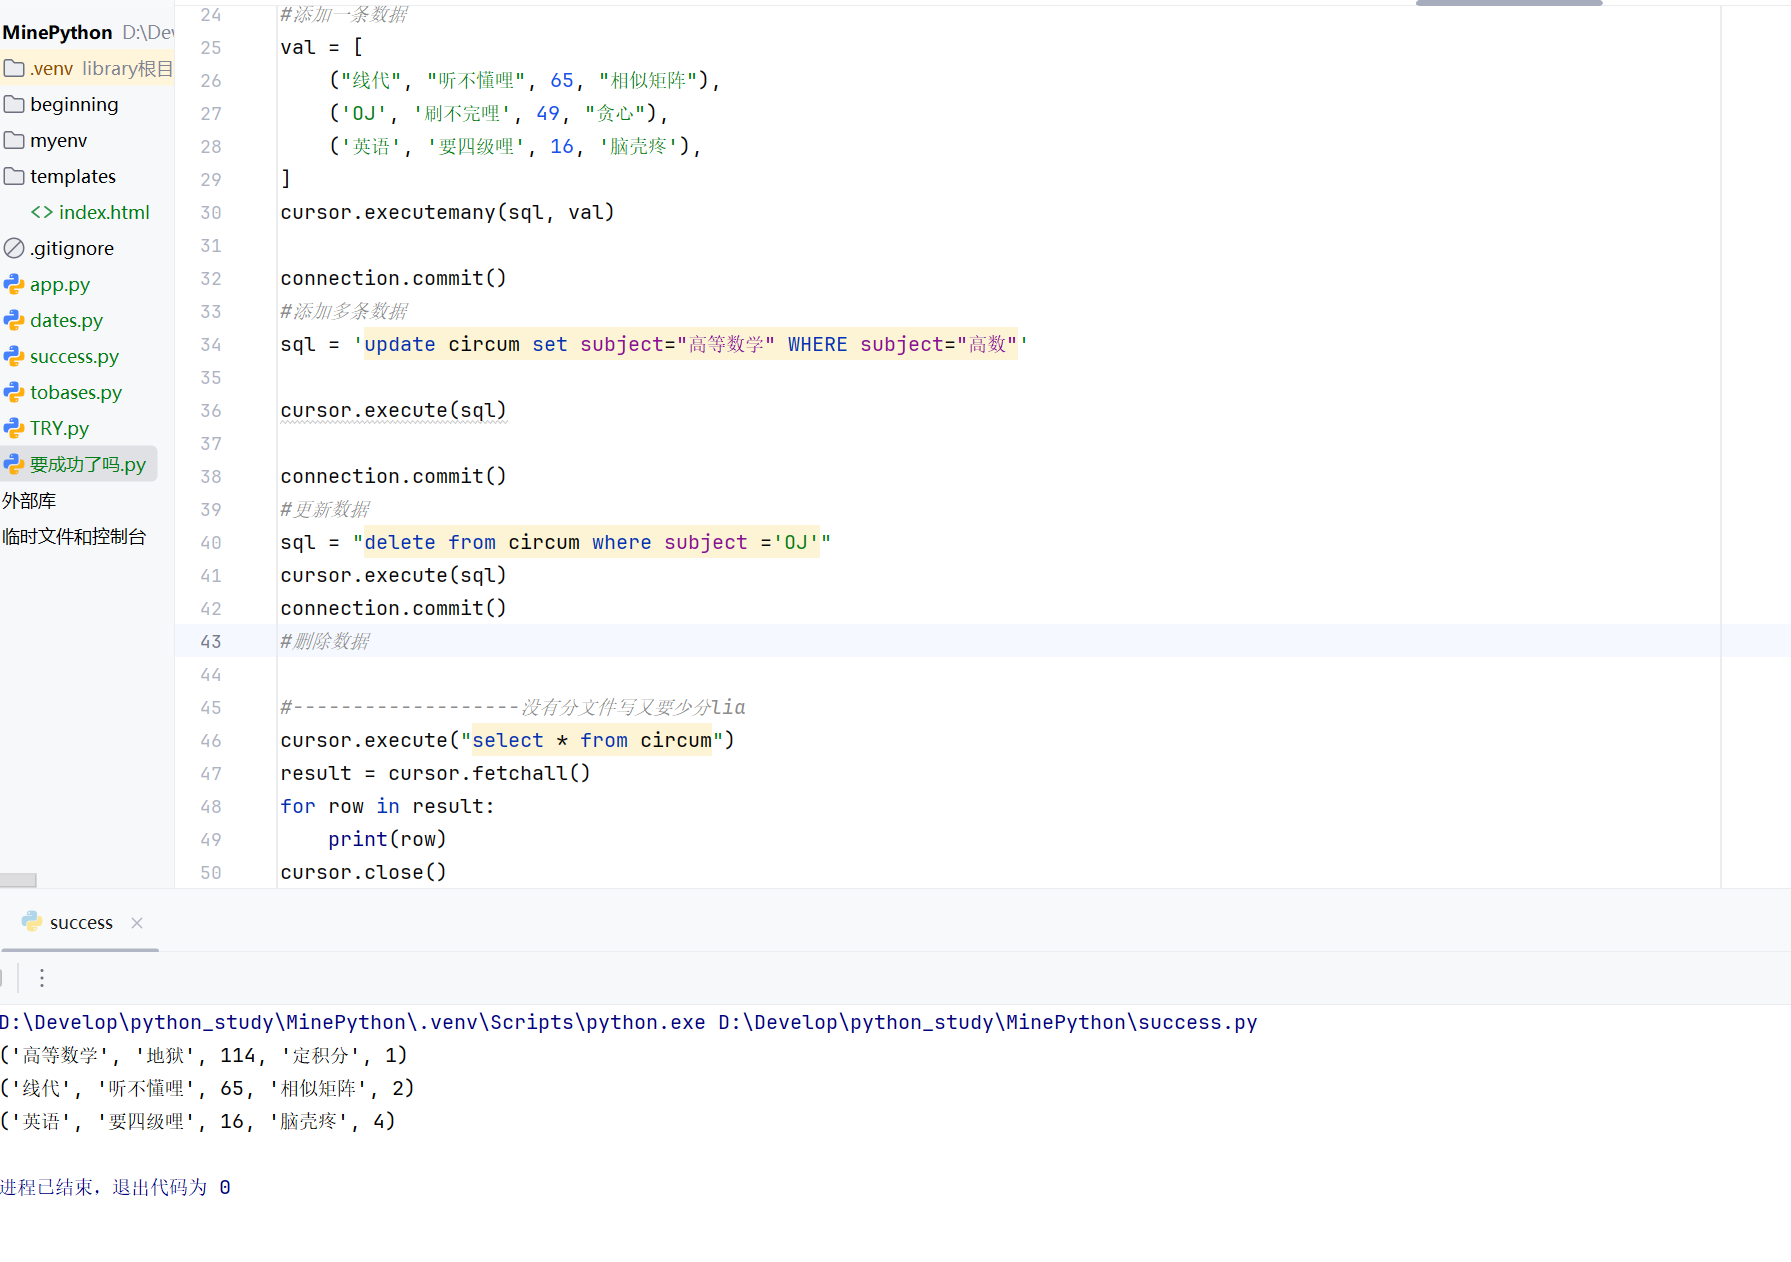 MinePython D:\Dev
.venv library根目
beginning
myenv
templates
<> index.html
.gitignore
app.py
dates.py
success.py
tobases.py
TRY.py
要成功了吗.py
外部库
临时文件和控制台
24 #添加一条数据
25 val = [
26     ("线代", "听不懂哩", 65, "相似矩阵"),
27     ('OJ', '刷不完哩', 49, "贪心"),
28     ('英语', '要四级哩', 16, '脑壳疼'),
29 ]
30 cursor.executemany(sql, val)
31
32 connection.commit()
33 #添加多条数据
34 sql = 'update circum set subject="高等数学" WHERE subject="高数"'
35
36 cursor.execute(sql)
37
38 connection.commit()
39 #更新数据
40 sql = "delete from circum where subject ='OJ'"
41 cursor.execute(sql)
42 connection.commit()
43 #删除数据
44
45 #-------------------没有分文件写又要少分lia
46 cursor.execute("select * from circum")
47 result = cursor.fetchall()
48 for row in result:
49     print(row)
50 cursor.close()
success
D:\Develop\python_study\MinePython\.venv\Scripts\python.exe D:\Develop\python_study\MinePython\success.py
('高等数学', '地狱', 114, '定积分', 1)
('线代', '听不懂哩', 65, '相似矩阵', 2)
('英语', '要四级哩', 16, '脑壳疼', 4)
进程已结束，退出代码为 0